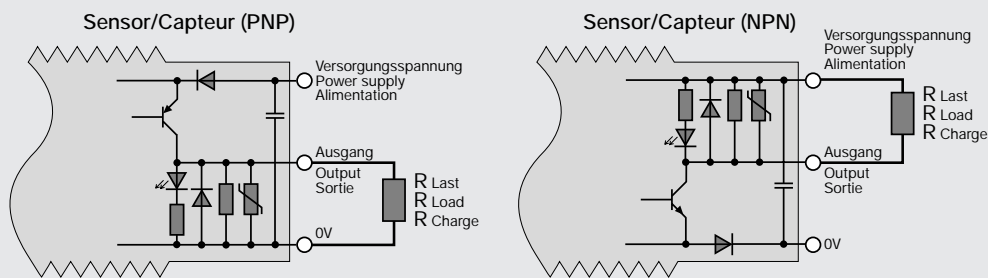 Sensor/Capteur (PNP)
Versorgungsspannung
Power supply
Alimentation
Ausgang
Output
Sortie
R Last
R Load
R Charge
0V
Sensor/Capteur (NPN)
Versorgungsspannung
Power supply
Alimentation
R Last
R Load
R Charge
Ausgang
Output
Sortie
0V